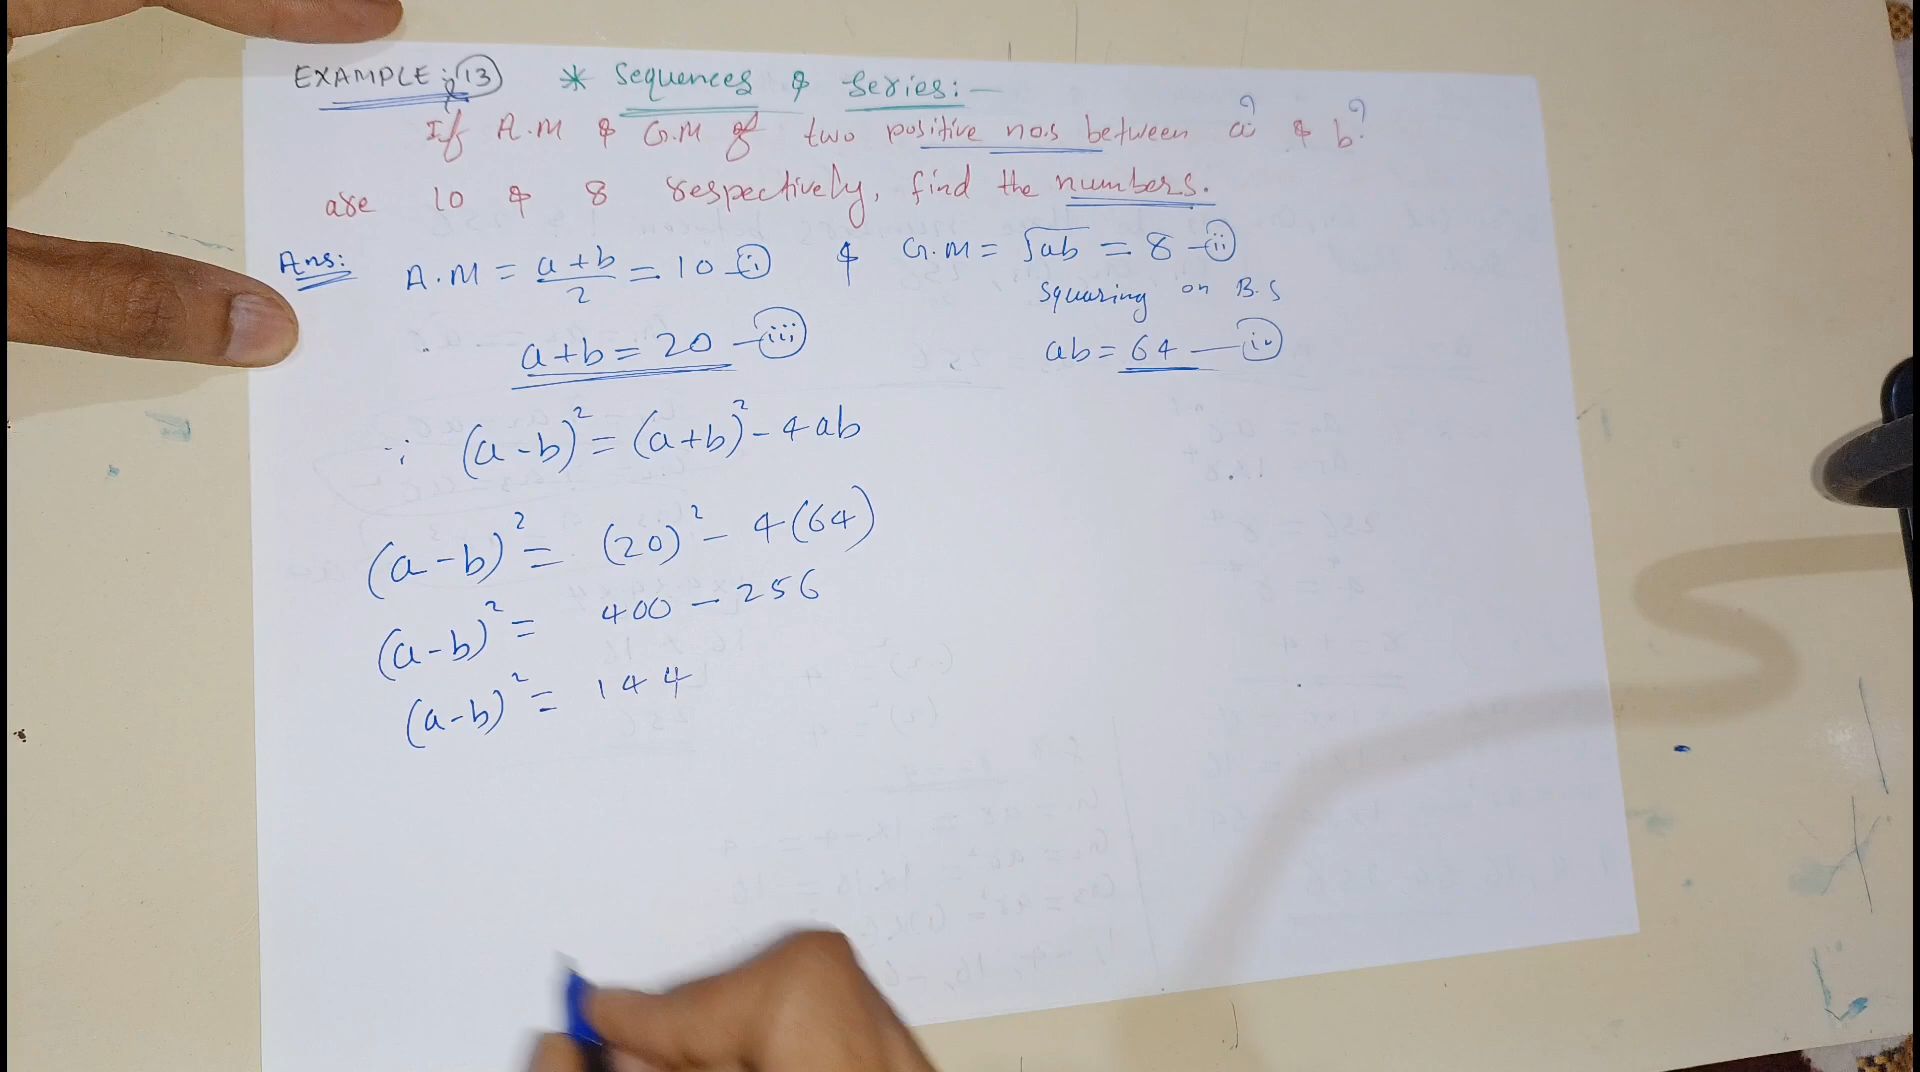 EXAMPLE: 13 * Sequences & Series:-
If A.M & G.M of two positive nos between a? & b?
are 10 & 8 respectively, find the numbers.
Ans: A.M = a+b/2 = 10 -(i) & G.M = √ab = 8 -(ii)
Squaring on B.S
a+b = 20 -(iii) ab = 64 -(iv)
∵ (a-b)² = (a+b)² - 4ab
(a-b)² = (20)² - 4(64)
(a-b)² = 400 - 256
(a-b)² = 144